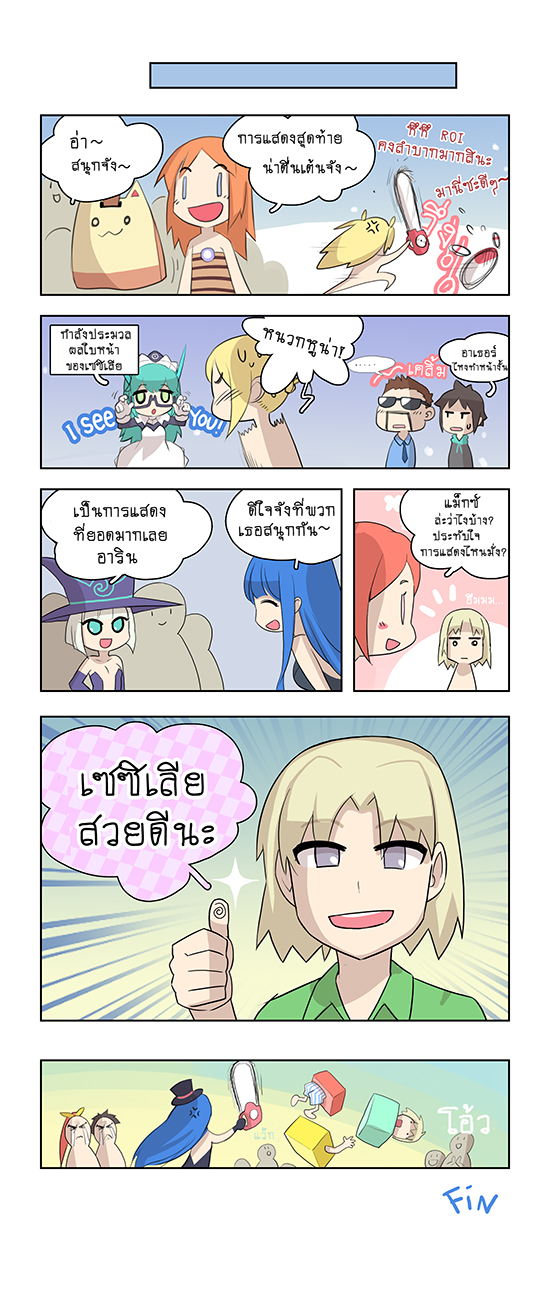 อ่า~
สนุกจัง~
การแสดงสุดท้าย
น่าตื่นเต้นจัง~
หึหึ ROI
คงลำบากมากสินะ
มานี่ซะดีๆ~
กำลังประมวล
ผลใบหน้า
ของเซซิเลีย
I see
You!
หนวกหูน่า!
......
เคลิ้ม
อาเธอร์
ไหงทำหน้างั้น
เป็นการแสดง
ที่ยอดมากเลย
อาริน
ดีใจจังที่พวก
เธอสนุกกัน~
แม็กซ์
ล่ะว่าไงบ้าง?
ประทับใจ
การแสดงไหนมั่ง?
ฮืมมม...
เซซิเลีย
สวยดีนะ
แว๊ก
โอ้ว
FIN